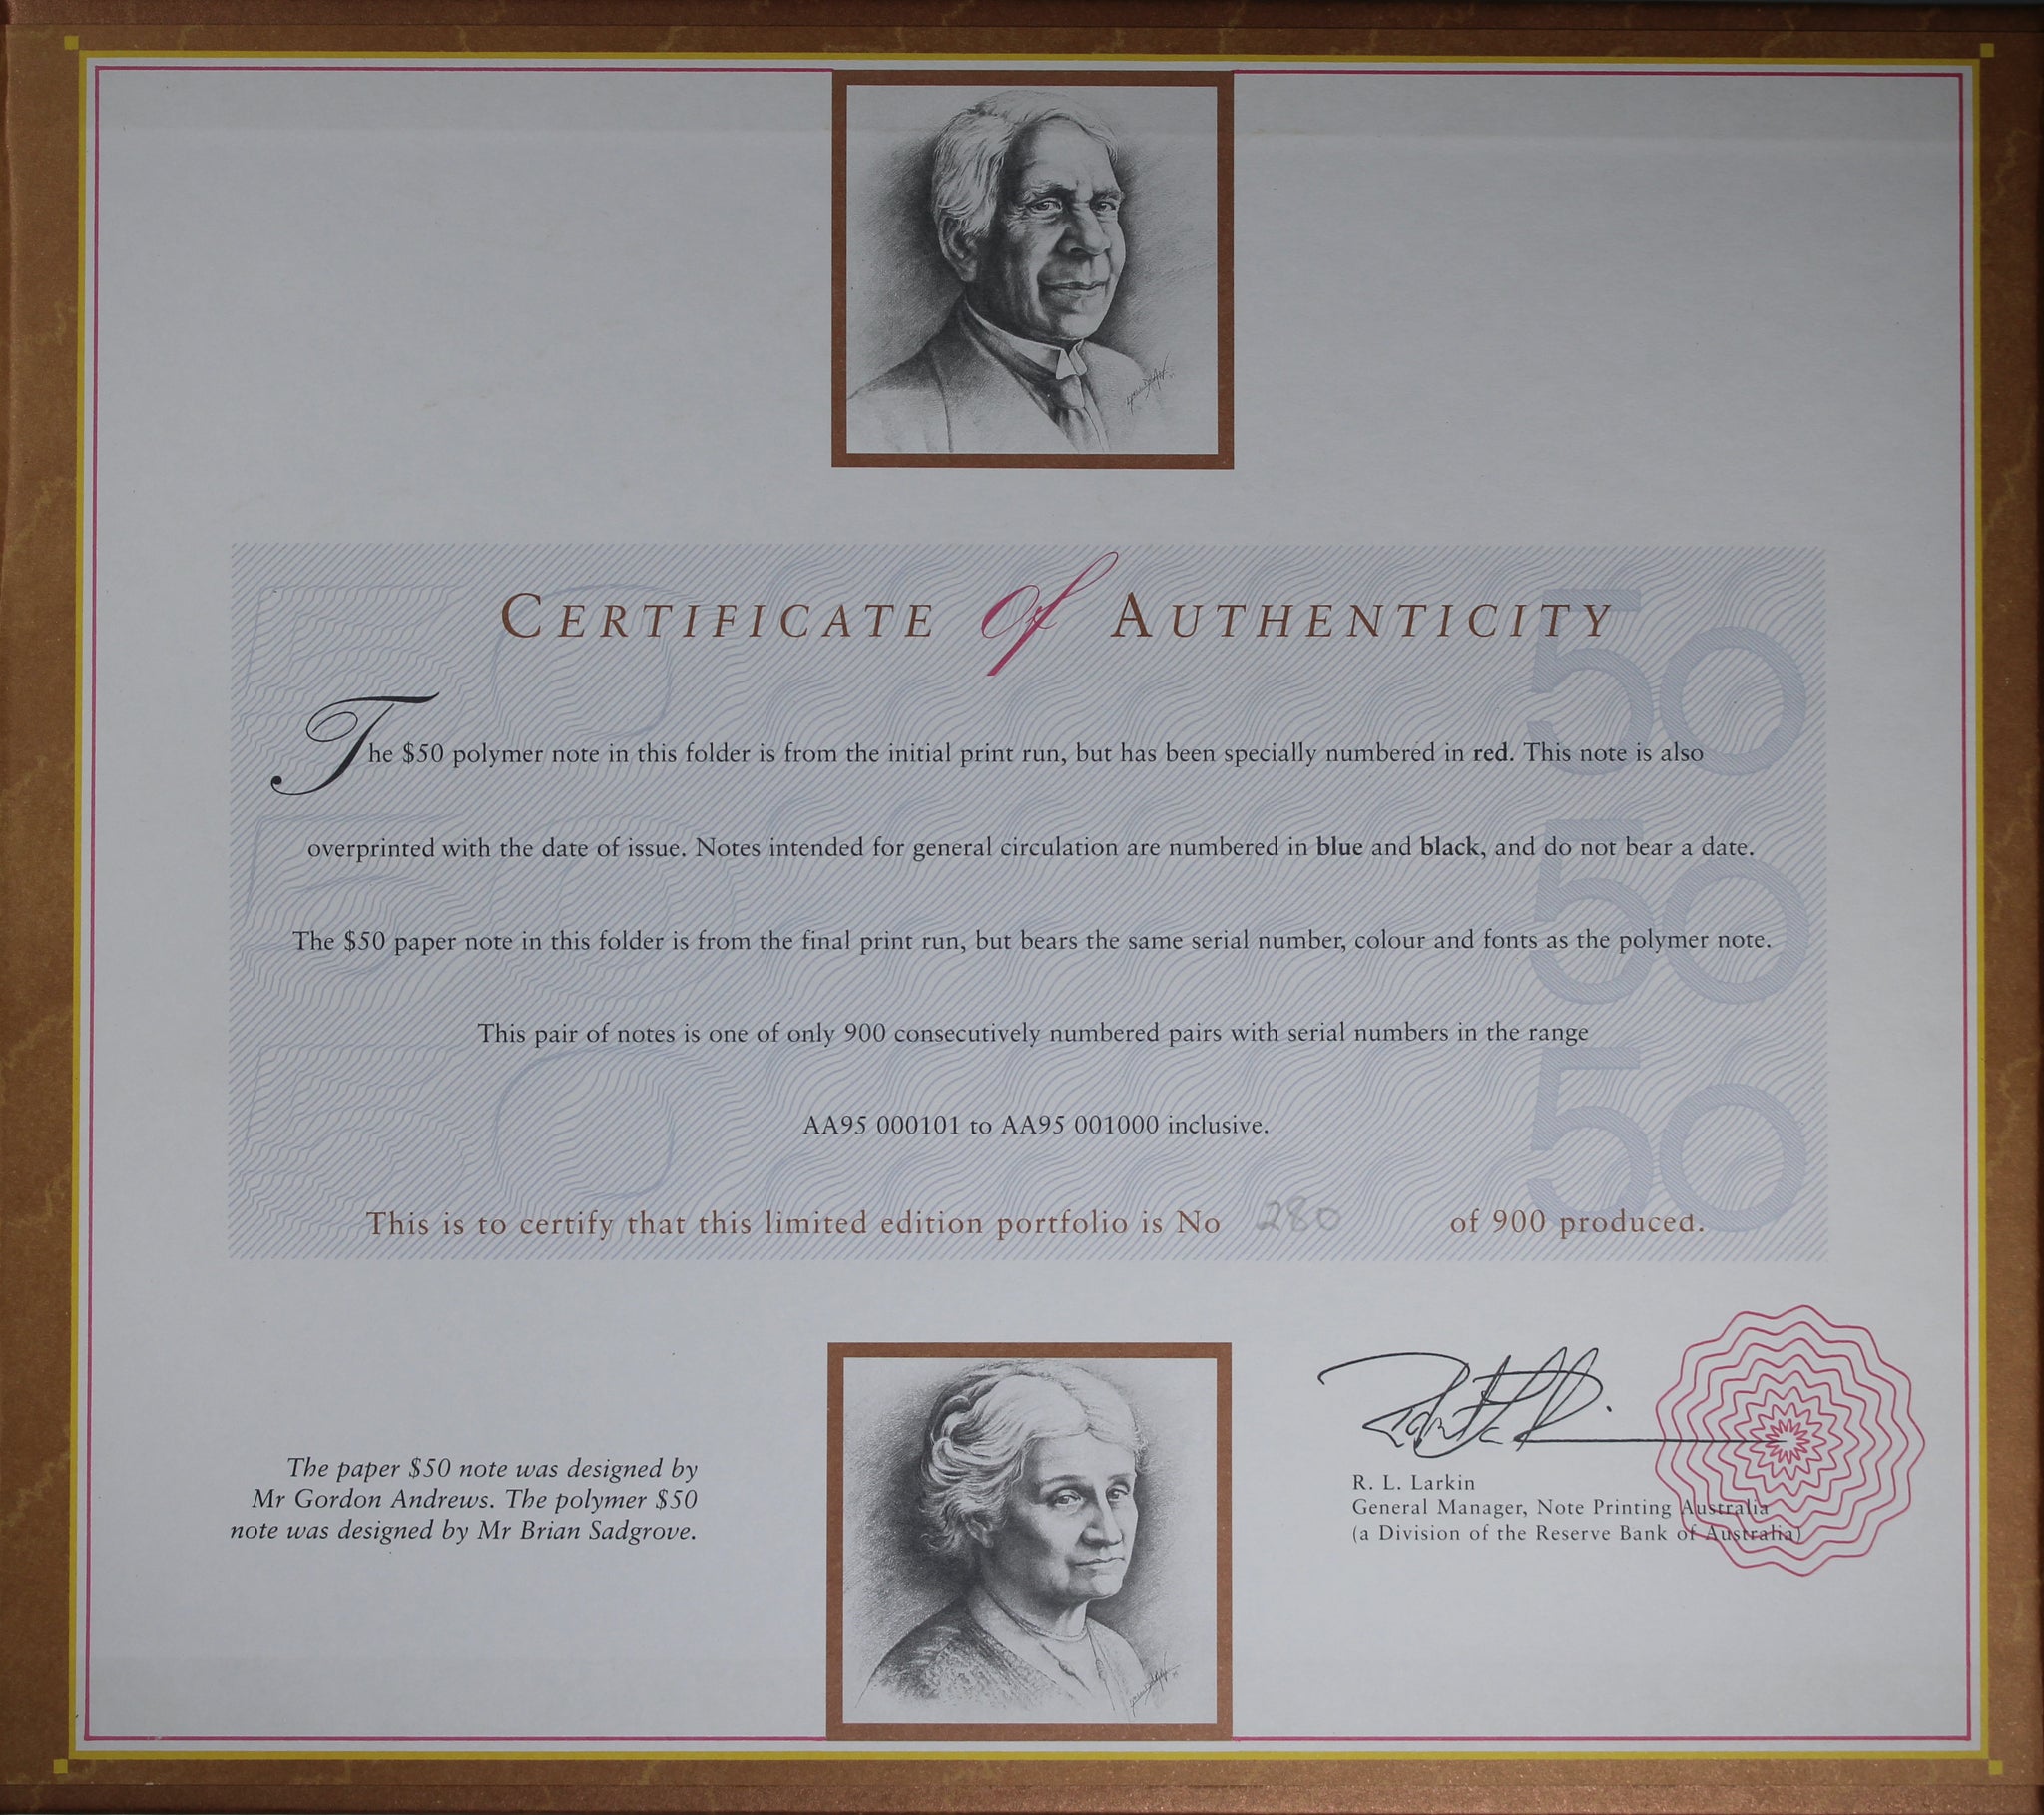 CERTIFICATE of AUTHENTICITY
The $50 polymer note in this folder is from the initial print run, but has been specially numbered in red. This note is also
overprinted with the date of issue. Notes intended for general circulation are numbered in blue and black, and do not bear a date.
The $50 paper note in this folder is from the final print run, but bears the same serial number, colour and fonts as the polymer note.
This pair of notes is one of only 900 consecutively numbered pairs with serial numbers in the range
AA95 000101 to AA95 001000 inclusive.
This is to certify that this limited edition portfolio is No 280 of 900 produced.
50
50
50
50
50
50
The paper $50 note was designed by
Mr Gordon Andrews. The polymer $50
note was designed by Mr Brian Sadgrove.
R. L. Larkin
General Manager, Note Printing Australia
(a Division of the Reserve Bank of Australia)